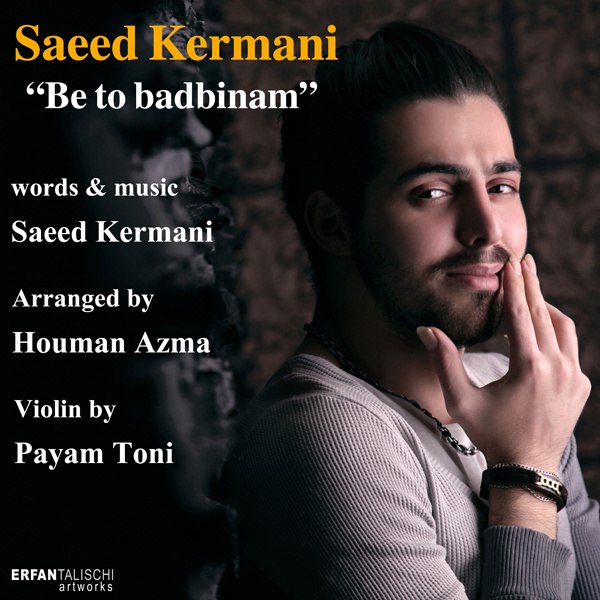 Saeed Kermani
“Be to badbinam”
words & music
Saeed Kermani
Arranged by
Houman Azma
Violin by
Payam Toni
ERFANTALISCHI
artworks